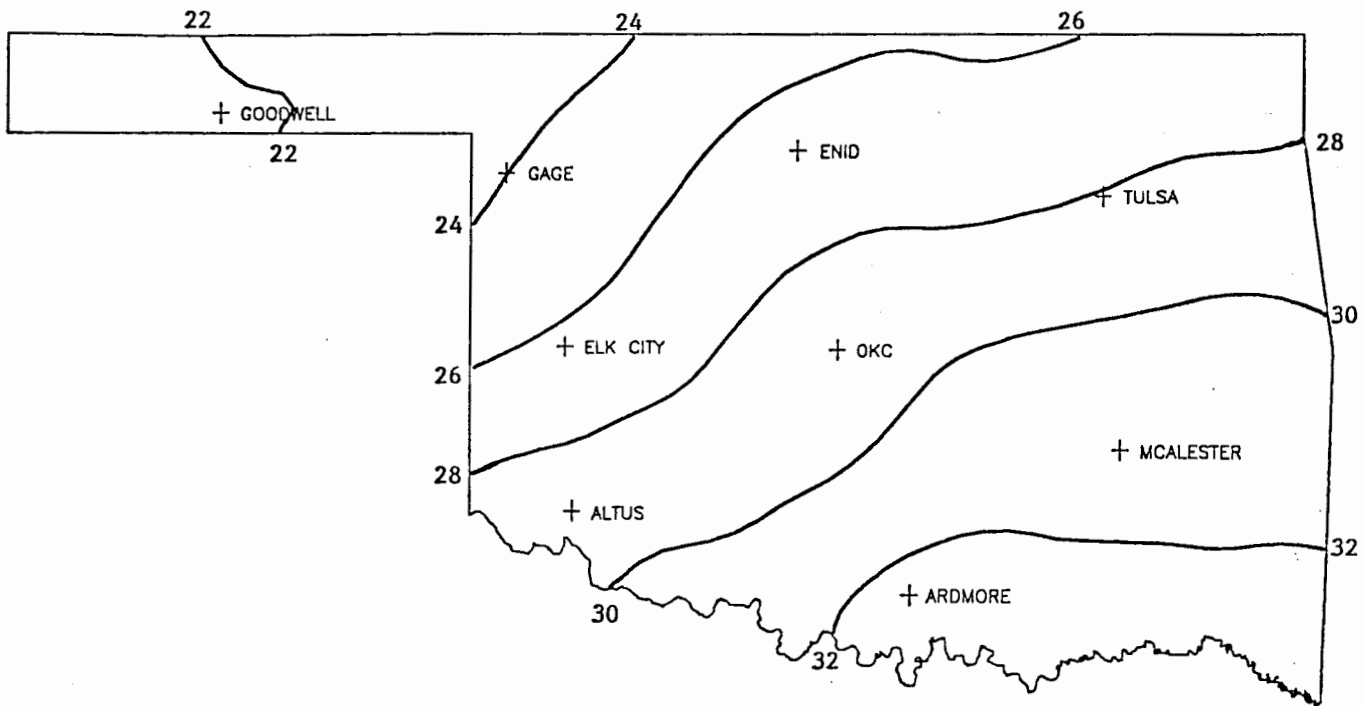 22
24
26
GOODWELL
22
28
ENID
GAGE
TULSA
24
30
ELK CITY
OKC
26
MCALESTER
28
ALTUS
32
ARDMORE
30
32